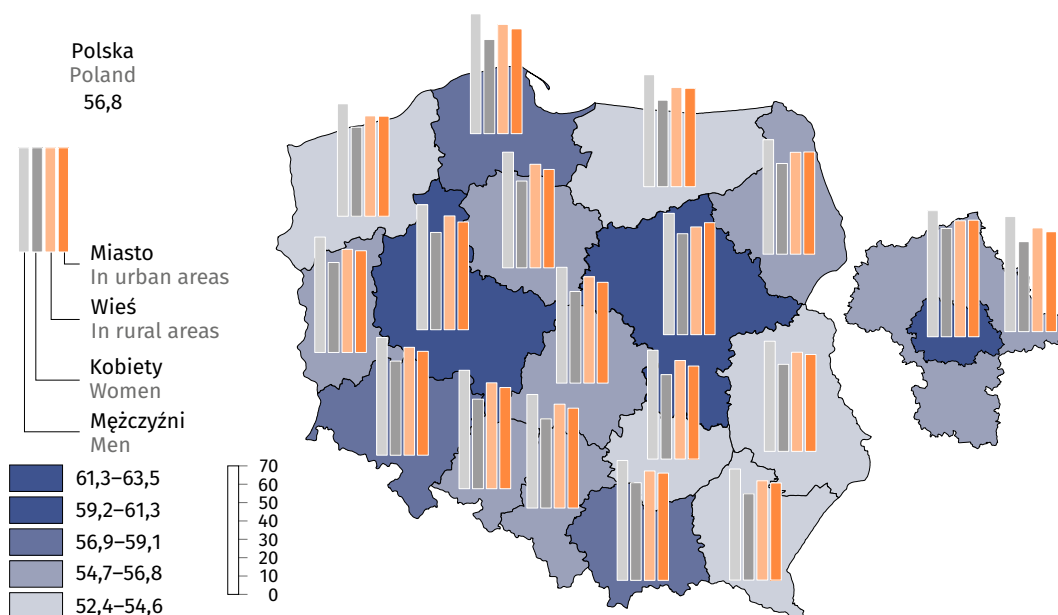 Polska
Poland
56,8
Miasto
In urban areas
Wieś
In rural areas
Kobiety
Women
Mężczyźni
Men
61,3–63,5
59,2–61,3
56,9–59,1
54,7–56,8
52,4–54,6
70
60
50
40
30
20
10
0